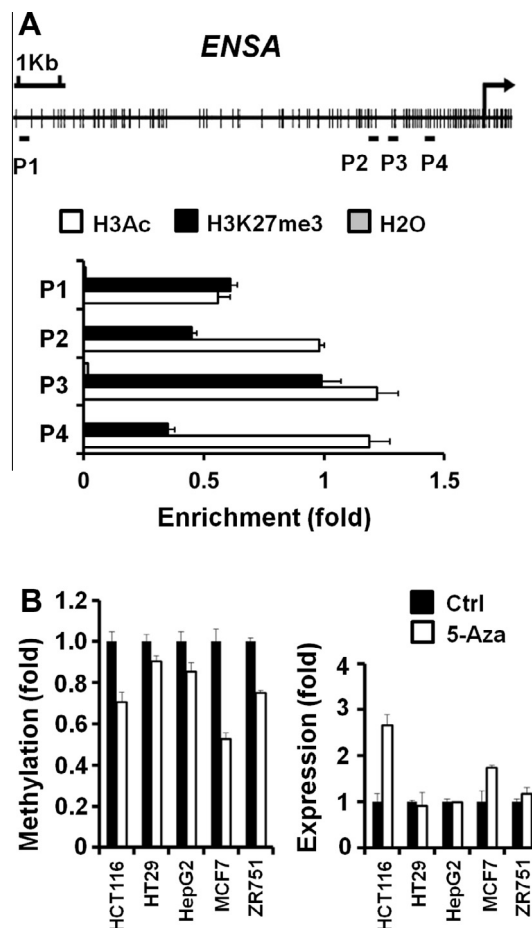 A
ENSA
1Kb
P1
P2 P3 P4
H3Ac H3K27me3 H2O
P1
P2
P3
P4
0 0.5 1 1.5
Enrichment (fold)
B
Ctrl
5-Aza
Methylation (fold)
1.2
1.0
0.8
0.6
0.4
0.2
0
HCT116 HT29 HepG2 MCF7 ZR751
Expression (fold)
4
3
2
1
0
HCT116 HT29 HepG2 MCF7 ZR751